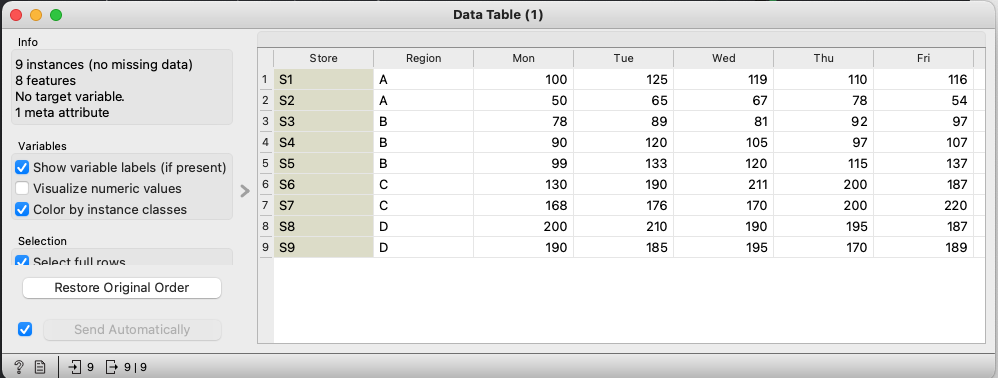 Data Table (1)
Info
9 instances (no missing data)
8 features
No target variable.
1 meta attribute
Variables
Show variable labels (if present)
Visualize numeric values
Color by instance classes
Selection
Select full rows
Restore Original Order
Send Automatically
Store Region Mon Tue Wed Thu Fri
1 S1 A 100 125 119 110 116
2 S2 A 50 65 67 78 54
3 S3 B 78 89 81 92 97
4 S4 B 90 120 105 97 107
5 S5 B 99 133 120 115 137
6 S6 C 130 190 211 200 187
7 S7 C 168 176 170 200 220
8 S8 D 200 210 190 195 187
9 S9 D 190 185 195 170 189
? 9 9 | 9